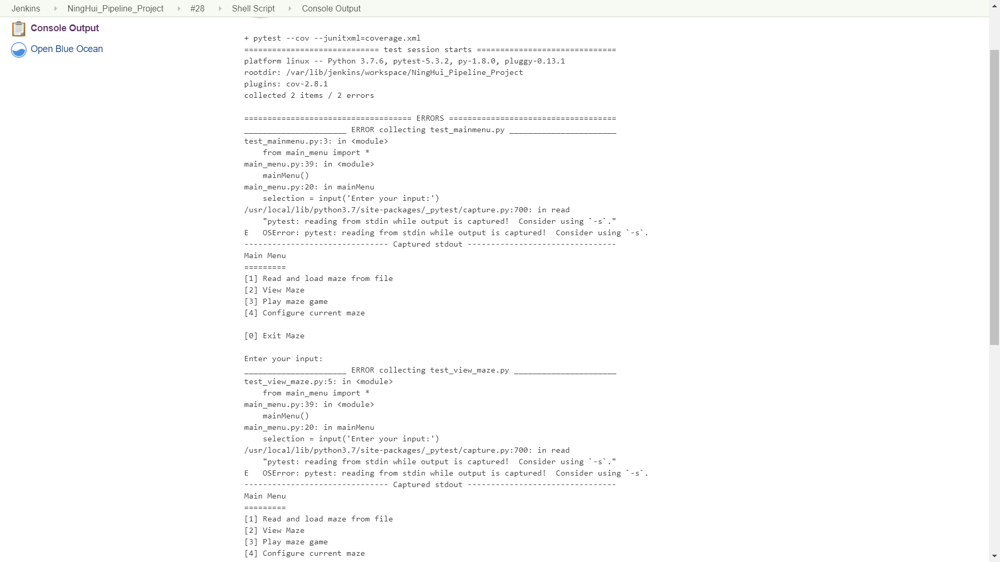 Jenkins NingHui_Pipeline_Project #28 Shell Script Console Output
Console Output
Open Blue Ocean
+ pytest --cov --junitxml=coverage.xml
============================= test session starts ==============================
platform linux -- Python 3.7.6, pytest-5.3.2, py-1.8.0, pluggy-0.13.1
rootdir: /var/lib/jenkins/workspace/NingHui_Pipeline_Project
plugins: cov-2.8.1
collected 2 items / 2 errors
==================================== ERRORS ====================================
______________________ ERROR collecting test_mainmenu.py _______________________
test_mainmenu.py:3: in <module>
    from main_menu import *
main_menu.py:39: in <module>
    mainMenu()
main_menu.py:20: in mainMenu
    selection = input('Enter your input:')
/usr/local/lib/python3.7/site-packages/_pytest/capture.py:700: in read
    "pytest: reading from stdin while output is captured!  Consider using `-s`."
E   OSError: pytest: reading from stdin while output is captured!  Consider using `-s`.
------------------------------- Captured stdout --------------------------------
Main Menu
=========
[1] Read and load maze from file
[2] View Maze
[3] Play maze game
[4] Configure current maze
[0] Exit Maze
Enter your input:
______________________ ERROR collecting test_view_maze.py ______________________
test_view_maze.py:5: in <module>
    from main_menu import *
main_menu.py:39: in <module>
    mainMenu()
main_menu.py:20: in mainMenu
    selection = input('Enter your input:')
/usr/local/lib/python3.7/site-packages/_pytest/capture.py:700: in read
    "pytest: reading from stdin while output is captured!  Consider using `-s`."
E   OSError: pytest: reading from stdin while output is captured!  Consider using `-s`.
------------------------------- Captured stdout --------------------------------
Main Menu
=========
[1] Read and load maze from file
[2] View Maze
[3] Play maze game
[4] Configure current maze